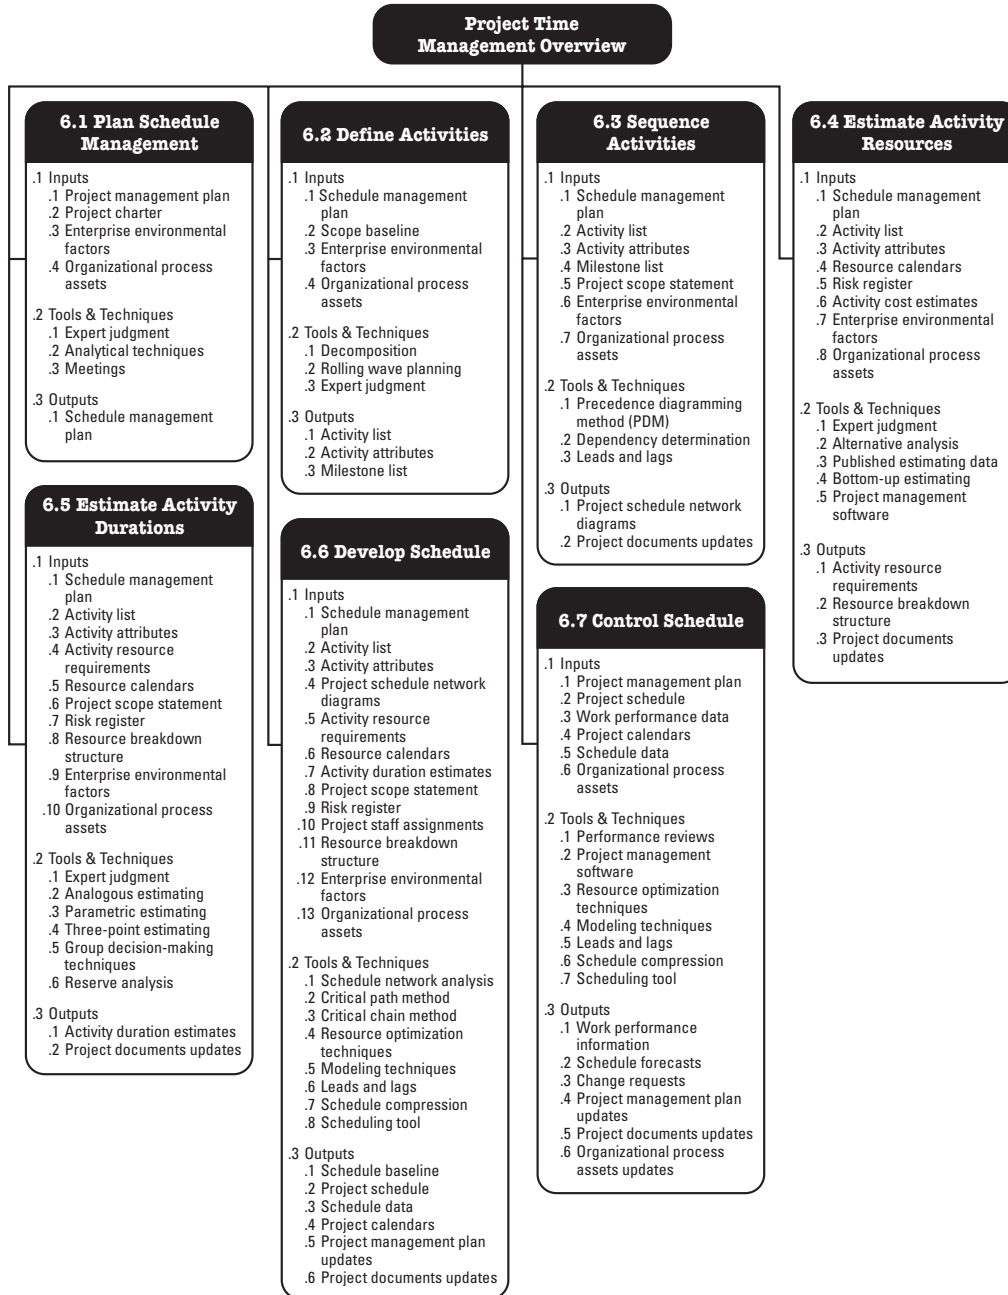 Project Time
Management Overview
6.1 Plan Schedule
Management
.1 Inputs
.1 Project management plan
.2 Project charter
.3 Enterprise environmental
factors
.4 Organizational process
assets
.2 Tools & Techniques
.1 Expert judgment
.2 Analytical techniques
.3 Meetings
.3 Outputs
.1 Schedule management
plan
6.2 Define Activities
.1 Inputs
.1 Schedule management
plan
.2 Scope baseline
.3 Enterprise environmental
factors
.4 Organizational process
assets
.2 Tools & Techniques
.1 Decomposition
.2 Rolling wave planning
.3 Expert judgment
.3 Outputs
.1 Activity list
.2 Activity attributes
.3 Milestone list
6.3 Sequence
Activities
.1 Inputs
.1 Schedule management
plan
.2 Activity list
.3 Activity attributes
.4 Milestone list
.5 Project scope statement
.6 Enterprise environmental
factors
.7 Organizational process
assets
.2 Tools & Techniques
.1 Precedence diagramming
method (PDM)
.2 Dependency determination
.3 Leads and lags
.3 Outputs
.1 Project schedule network
diagrams
.2 Project documents updates
6.4 Estimate Activity
Resources
.1 Inputs
.1 Schedule management
plan
.2 Activity list
.3 Activity attributes
.4 Resource calendars
.5 Risk register
.6 Activity cost estimates
.7 Enterprise environmental
factors
.8 Organizational process
assets
.2 Tools & Techniques
.1 Expert judgment
.2 Alternative analysis
.3 Published estimating data
.4 Bottom-up estimating
.5 Project management
software
.3 Outputs
.1 Activity resource
requirements
.2 Resource breakdown
structure
.3 Project documents
updates
6.5 Estimate Activity
Durations
.1 Inputs
.1 Schedule management
plan
.2 Activity list
.3 Activity attributes
.4 Activity resource
requirements
.5 Resource calendars
.6 Project scope statement
.7 Risk register
.8 Resource breakdown
structure
.9 Enterprise environmental
factors
.10 Organizational process
assets
.2 Tools & Techniques
.1 Expert judgment
.2 Analogous estimating
.3 Parametric estimating
.4 Three-point estimating
.5 Group decision-making
techniques
.6 Reserve analysis
.3 Outputs
.1 Activity duration estimates
.2 Project documents updates
6.6 Develop Schedule
.1 Inputs
.1 Schedule management
plan
.2 Activity list
.3 Activity attributes
.4 Project schedule network
diagrams
.5 Activity resource
requirements
.6 Resource calendars
.7 Activity duration estimates
.8 Project scope statement
.9 Risk register
.10 Project staff assignments
.11 Resource breakdown
structure
.12 Enterprise environmental
factors
.13 Organizational process
assets
.2 Tools & Techniques
.1 Schedule network analysis
.2 Critical path method
.3 Critical chain method
.4 Resource optimization
techniques
.5 Modeling techniques
.6 Leads and lags
.7 Schedule compression
.8 Scheduling tool
.3 Outputs
.1 Schedule baseline
.2 Project schedule
.3 Schedule data
.4 Project calendars
.5 Project management plan
updates
.6 Project documents updates
6.7 Control Schedule
.1 Inputs
.1 Project management plan
.2 Project schedule
.3 Work performance data
.4 Project calendars
.5 Schedule data
.6 Organizational process
assets
.2 Tools & Techniques
.1 Performance reviews
.2 Project management
software
.3 Resource optimization
techniques
.4 Modeling techniques
.5 Leads and lags
.6 Schedule compression
.7 Scheduling tool
.3 Outputs
.1 Work performance
information
.2 Schedule forecasts
.3 Change requests
.4 Project management plan
updates
.5 Project documents updates
.6 Organizational process
assets updates